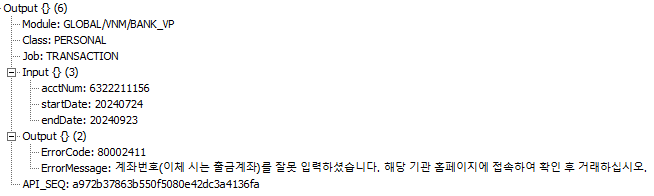 Output {} (6)
Module: GLOBAL/VNM/BANK_VP
Class: PERSONAL
Job: TRANSACTION
Input {} (3)
acctNum: 6322211156
startDate: 20240724
endDate: 20240923
Output {} (2)
ErrorCode: 80002411
ErrorMessage: 계좌번호(이체 시는 출금계좌)를 잘못 입력하셨습니다. 해당 기관 홈페이지에 접속하여 확인 후 거래하십시오.
API_SEQ: a972b37863b550f5080e42dc3a4136fa